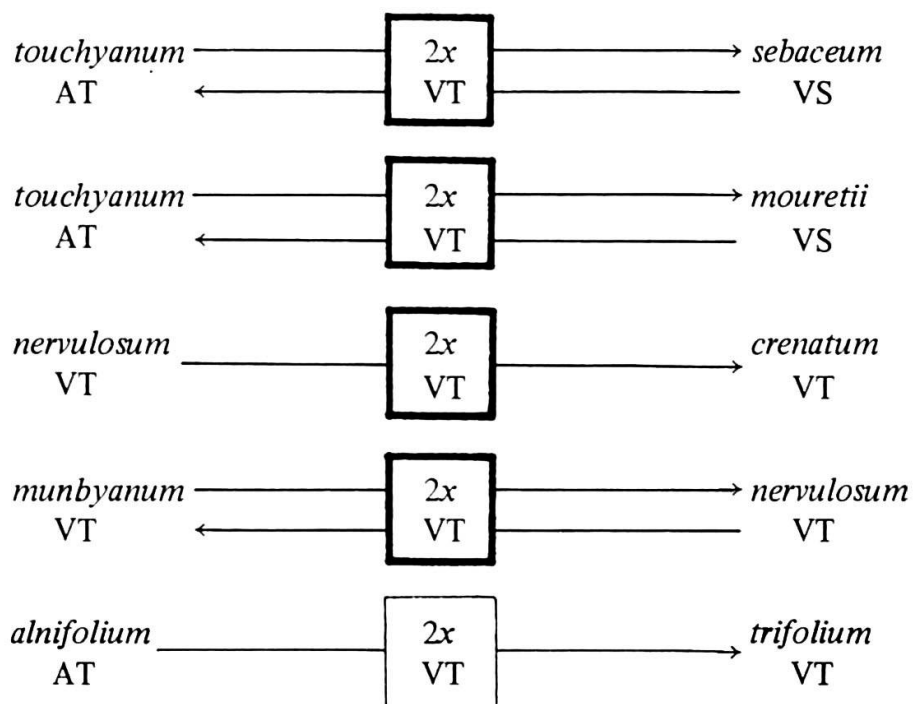 touchyanum 2x sebaceum
AT VT VS
touchyanum 2x mouretii
AT VT VS
nervulosum 2x crenatum
VT VT VT
munbyanum 2x nervulosum
VT VT VT
alnifolium 2x trifolium
AT VT VT